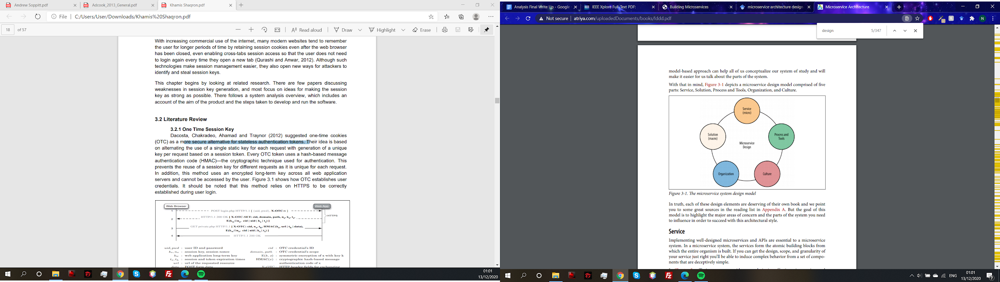 Andrew Soppitt.pdf
Adcook_2013_General.pdf
Khamis Shaqron.pdf
File
C:/Users/User/Downloads/Khamis%20Shaqron.pdf
18 of 57
Read aloud
Draw
Highlight
Erase
With increasing commercial use of the internet, many modern websites tend to remember
the user for longer periods of time by retaining session cookies even after the web browser
has been closed, even enabling cross-tabs session access so that the user does not need
to login again every time they open a new tab (Qurashi and Anwar, 2012). Although such
technologies make session management easier, they also open new ways for attackers to
identify and steal session keys.
This chapter begins by looking at related research. There are few papers discussing
weaknesses in session key generation, and most focus on ideas for making the session
key as strong as possible. There follows a system analysis overview, which includes an
account of the aim of the product and the steps taken to develop and run the software.
3.2 Literature Review
3.2.1 One Time Session Key
Dacosta, Chakradeo, Ahamad and Traynor (2012) suggested one-time cookies
(OTC) as a more secure alternative for stateless authentication tokens. Their idea is based
on alternating the use of a single static key for each request with generation of a unique
key per request based on a session token. Every OTC token uses a hash-based message
authentication code (HMAC)—the cryptographic technique used for authentication. This
prevents the reuse of a session key for different requests as it is unique for each request.
In addition, this method uses an encrypted long-term key across all web application
servers and cannot be accessed by the user. Figure 3.1 shows how OTC establishes user
credentials. It should be noted that this method relies on HTTPS to be correctly
established during user login.
Web Browser
Web App
1 POST login.php HTTP/1.1 [ {uid, pwd}, X-OTC:v ]
HTTPS
2 HTTP/1.1 200 OK [ X-OTC-SET: cid, domain, path, ns, ks, ts,
E(kw⊕ns, cid | uid | ks | ts) ]
3 GET private.php HTTP/1.1 [ X-OTC: cid, ns, th, HMAC(ks, url | th | data),
E(kw⊕ns, cid | uid | ks | ts) ]
4 HTTP/1.1 200 OK
uid, pwd : user ID and password
cid : OTC credential's ID
ks, ns : session key, session nonce
domain, path : OTC credential's scope
kw : web application long-term key
E(k, x) : symmetric encryption of x with key k
ts, th : session and token expiration times
HMAC(x) : cryptographic hash-based message
url : url of the requested resource
authentication code of x
data : POST form data
X-OTC : HTTP header fields for exchanging
01:01
13/12/2020
Analysis Final Write Up - Google
IEEE Xplore Full-Text PDF:
Building Microservices
microservice architecture design
Microservice Architecture
Not secure
atriya.com/uploadedDocuments/books/lddd.pdf
N
design
5/347
model-based approach can help all of us conceptualize our system of study and will
make it easier for us talk about the parts of the system.
With that in mind, Figure 3-1 depicts a microservice design model comprised of five
parts: Service, Solution, Process and Tools, Organization, and Culture.
Service
(micro)
Solution
(macro)
Process and
Tools
Microservice
Design
Organization
Culture
Figure 3-1. The microservice system design model
In truth, each of these design elements are deserving of their own book and we point
you to some great sources in the reading list in Appendix A. But the goal of this
model is to highlight the major areas of concern and the parts of the system you need
to influence in order to succeed with this architectural style.
Service
Implementing well-designed microservices and APIs are essential to a microservice
system. In a microservice system, the services form the atomic building blocks from
which the entire organism is built. If you can get the design, scope, and granularity of
your service just right you'll be able to induce complex behavior from a set of compo-
nents that are deceptively simple.
ENG
01:01
13/12/2020
7